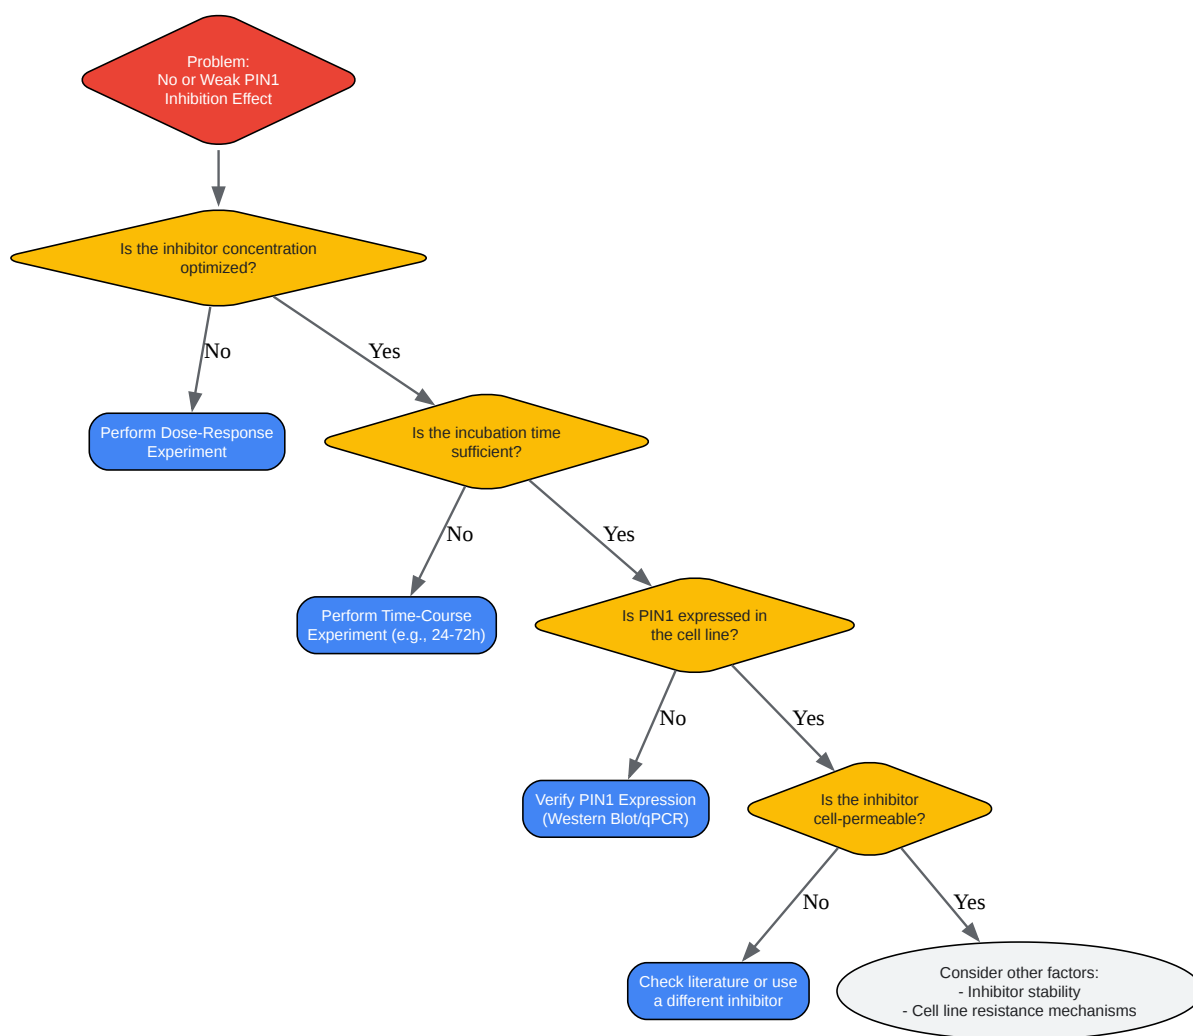 Problem:
No or Weak PIN1
Inhibition Effect
Is the inhibitor concentration
optimized?
No
Yes
Perform Dose-Response
Experiment
Is the incubation time
sufficient?
No
Yes
Perform Time-Course
Experiment (e.g., 24-72h)
Is PIN1 expressed in
the cell line?
No
Yes
Verify PIN1 Expression
(Western Blot/qPCR)
Is the inhibitor
cell-permeable?
No
Yes
Check literature or use
a different inhibitor
Consider other factors:
- Inhibitor stability
- Cell line resistance mechanisms